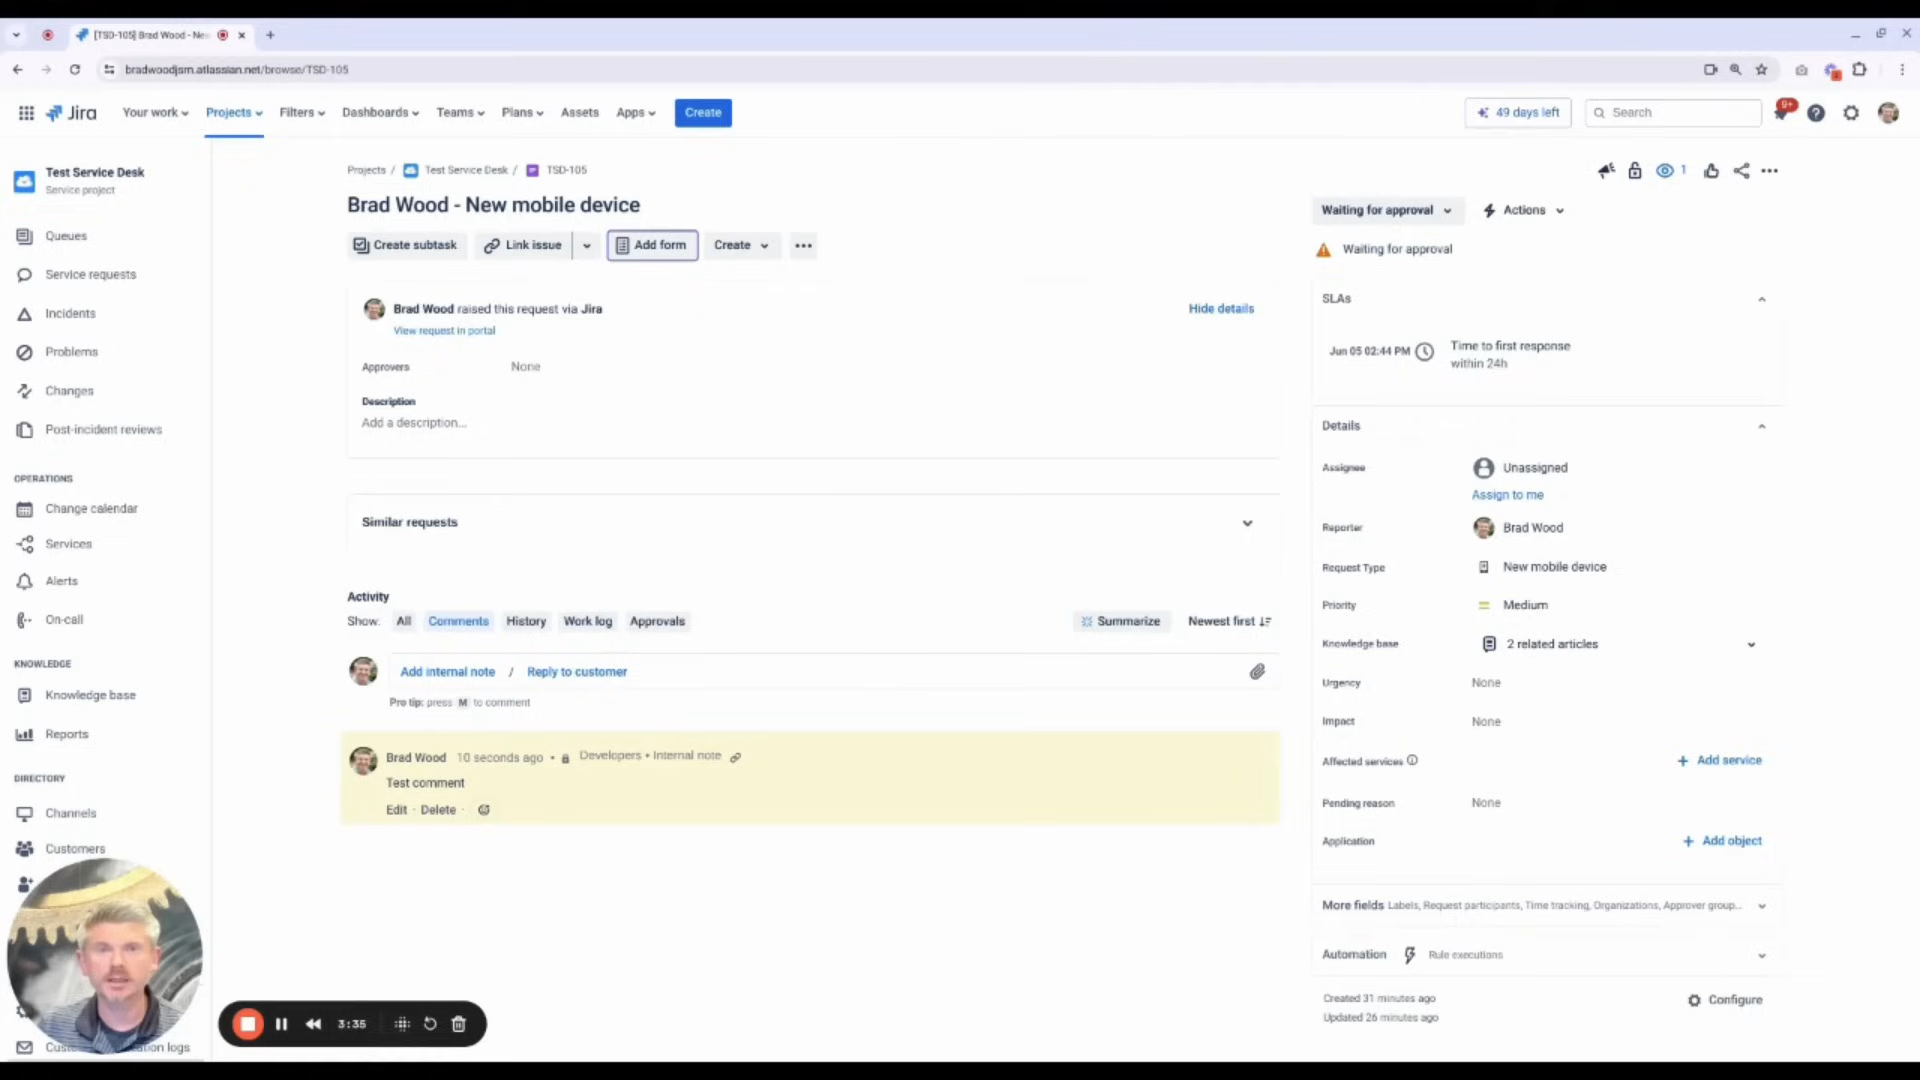 [TSD-105] Brad Wood - Nev
bradwoodjsm.atlassian.net/browse/TSD-105
Jira
Your work
Projects
Filters
Dashboards
Teams
Plans
Assets
Apps
Create
49 days left
Search
9+
Test Service Desk
Service project
Queues
Service requests
Incidents
Problems
Changes
Post-incident reviews
OPERATIONS
Change calendar
Services
Alerts
On-call
KNOWLEDGE
Knowledge base
Reports
DIRECTORY
Channels
Customers
logs
Projects / Test Service Desk / TSD-105
Brad Wood - New mobile device
Create subtask
Link issue
Add form
Create
Brad Wood raised this request via Jira
Hide details
View request in portal
Approvers None
Description
Add a description...
Similar requests
Activity
Show: All Comments History Work log Approvals
Summarize
Newest first
Add internal note / Reply to customer
Pro tip: press M to comment
Brad Wood 10 seconds ago • Developers • Internal note
Test comment
Edit · Delete ·
3:35
1
Waiting for approval
Actions
Waiting for approval
SLAs
Jun 05 02:44 PM
Time to first response
within 24h
Details
Assignee Unassigned
Assign to me
Reporter Brad Wood
Request Type New mobile device
Priority Medium
Knowledge base 2 related articles
Urgency None
Impact None
Affected services + Add service
Pending reason None
Application + Add object
More fields Labels, Request participants, Time tracking, Organizations, Approver group...
Automation Rule executions
Created 31 minutes ago
Updated 26 minutes ago
Configure